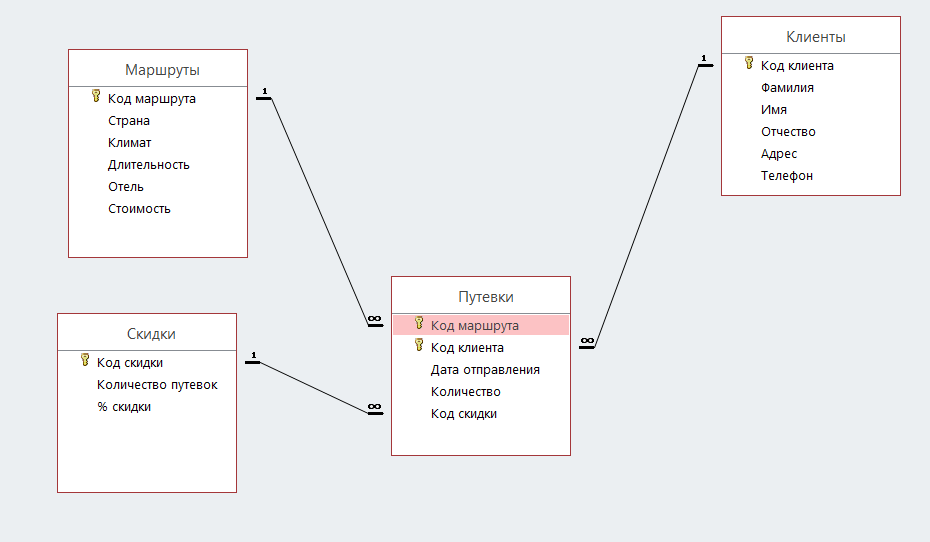 Маршруты
Код маршрута
Страна
Климат
Длительность
Отель
Стоимость
Клиенты
Код клиента
Фамилия
Имя
Отчество
Адрес
Телефон
Скидки
Код скидки
Количество путевок
% скидки
Путевки
Код маршрута
Код клиента
Дата отправления
Количество
Код скидки
1
∞
1
∞
1
∞